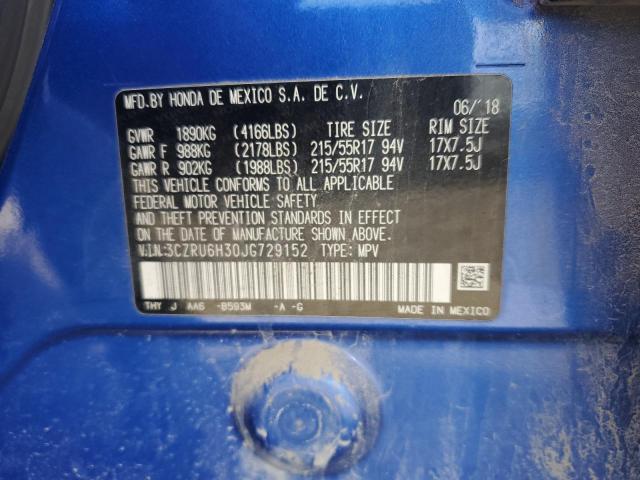 MFD.BY HONDA DE MEXICO S.A. DE C.V. 06/'18
GVWR 1890KG (4166LBS) TIRE SIZE RIM SIZE
GAWR F 988KG (2178LBS) 215/55R17 94V 17X7.5J
GAWR R 902KG (1988LBS) 215/55R17 94V 17X7.5J
THIS VEHICLE CONFORMS TO ALL APPLICABLE
FEDERAL MOTOR VEHICLE SAFETY
AND THEFT PREVENTION STANDARDS IN EFFECT
ON THE DATE OF MANUFACTURE SHOWN ABOVE.
V.I.N.:3CZRU6H30JG729152 TYPE: MPV
THY J AA6 -B593M -A -G
MADE IN MEXICO